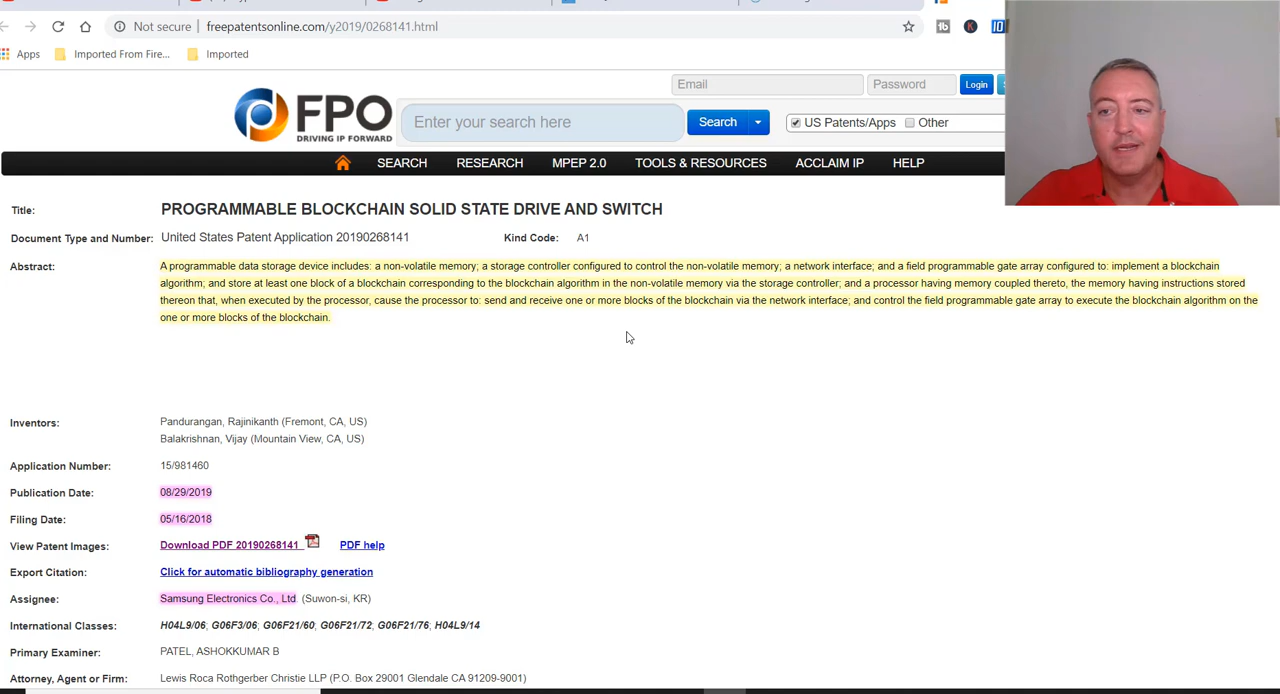 Not secure freepatentsonline.com/y2019/0268141.html
Apps Imported From Fire... Imported
Email Password Login
FPO
DRIVING IP FORWARD
Enter your search here Search US Patents/Apps Other
SEARCH RESEARCH MPEP 2.0 TOOLS & RESOURCES ACCLAIM IP HELP
Title: PROGRAMMABLE BLOCKCHAIN SOLID STATE DRIVE AND SWITCH
Document Type and Number: United States Patent Application 20190268141 Kind Code: A1
Abstract: A programmable data storage device includes: a non-volatile memory; a storage controller configured to control the non-volatile memory; a network interface; and a field programmable gate array configured to: implement a blockchain
algorithm; and store at least one block of a blockchain corresponding to the blockchain algorithm in the non-volatile memory via the storage controller; and a processor having memory coupled thereto, the memory having instructions stored
thereon that, when executed by the processor, cause the processor to: send and receive one or more blocks of the blockchain via the network interface; and control the field programmable gate array to execute the blockchain algorithm on the
one or more blocks of the blockchain.
Inventors: Pandurangan, Rajinikanth (Fremont, CA, US)
Balakrishnan, Vijay (Mountain View, CA, US)
Application Number: 15/981460
Publication Date: 08/29/2019
Filing Date: 05/16/2018
View Patent Images: Download PDF 20190268141 PDF help
Export Citation: Click for automatic bibliography generation
Assignee: Samsung Electronics Co., Ltd. (Suwon-si, KR)
International Classes: H04L9/06; G06F3/06; G06F21/60; G06F21/72; G06F21/76; H04L9/14
Primary Examiner: PATEL, ASHOKKUMAR B
Attorney, Agent or Firm: Lewis Roca Rothgerber Christie LLP (P.O. Box 29001 Glendale CA 91209-9001)